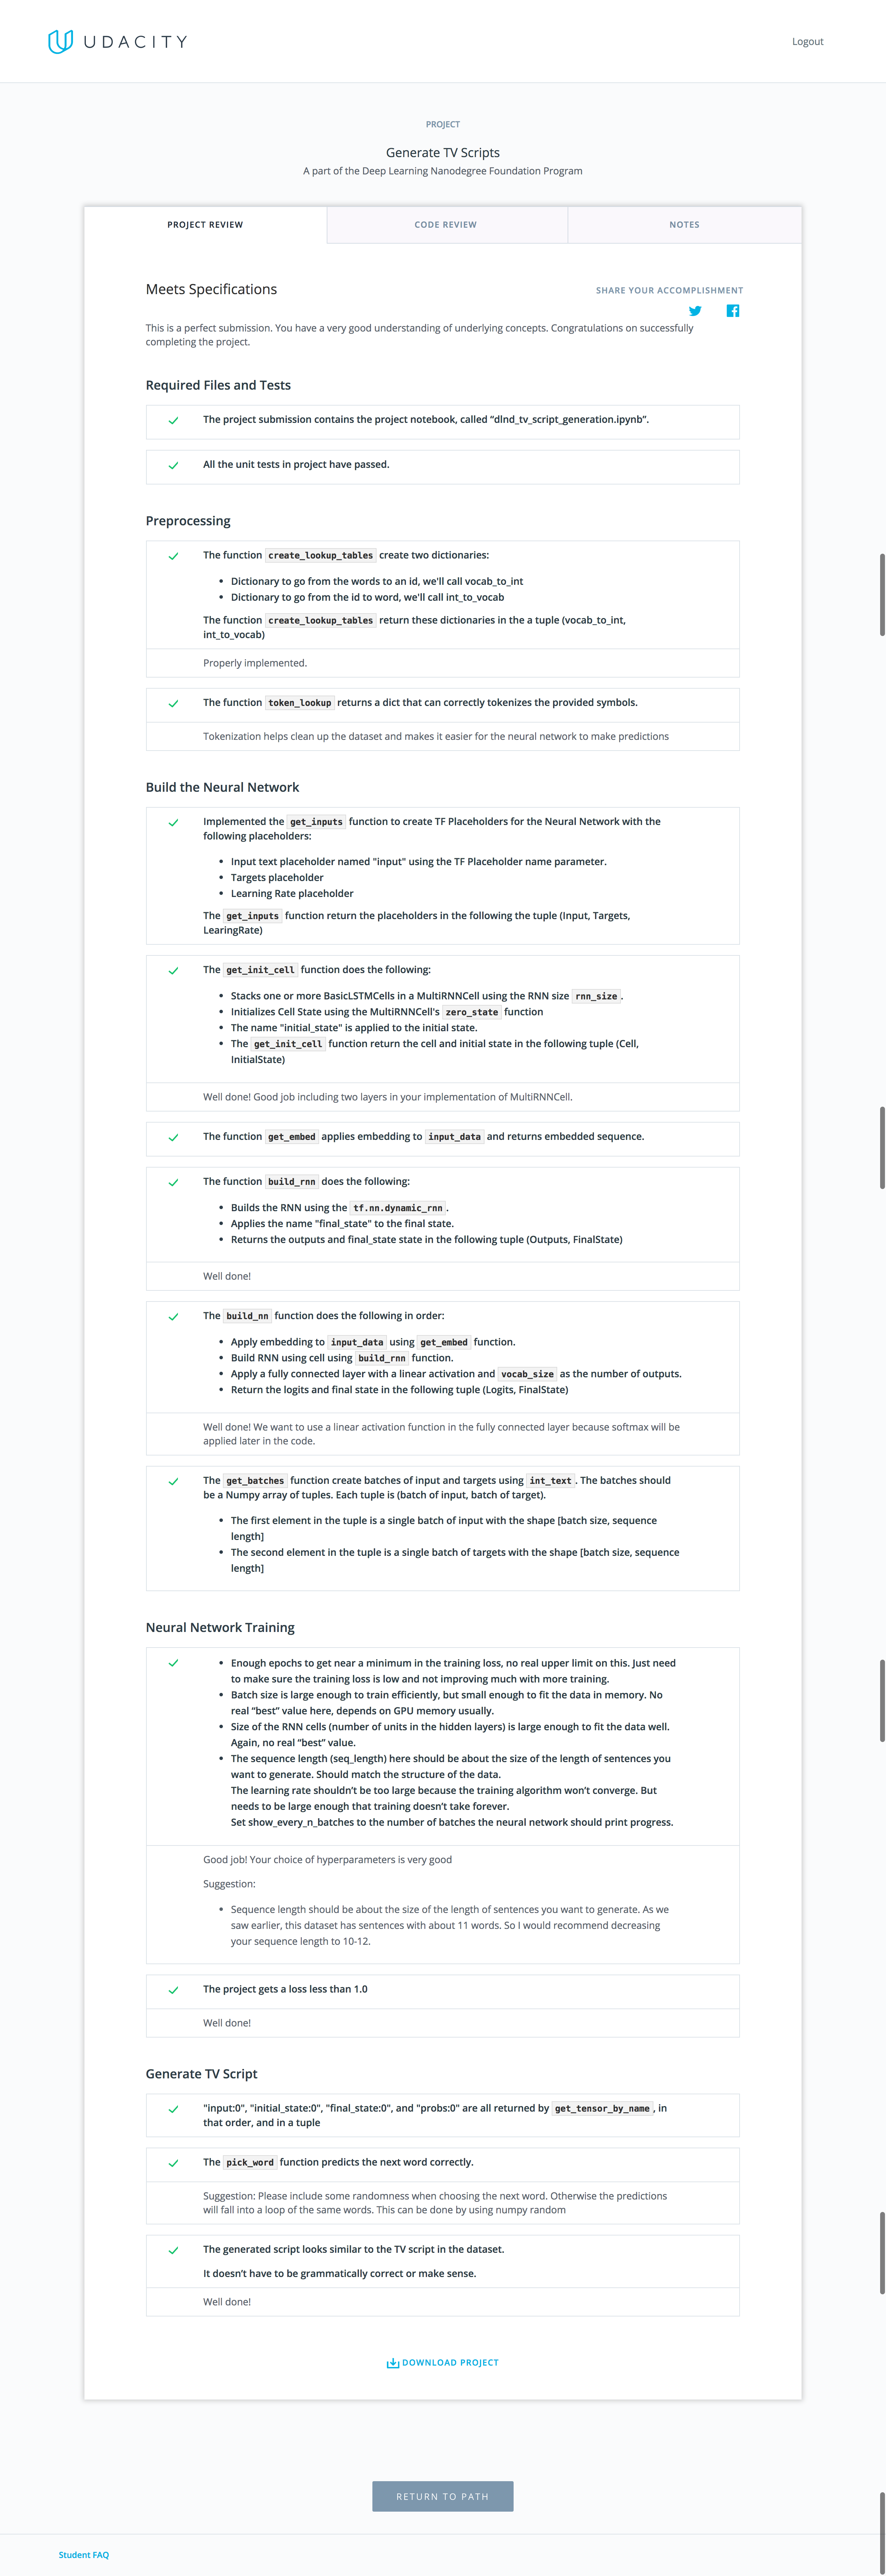 UDACITY
Logout
PROJECT
Generate TV Scripts
A part of the Deep Learning Nanodegree Foundation Program
PROJECT REVIEW
CODE REVIEW
NOTES
Meets Specifications
SHARE YOUR ACCOMPLISHMENT
This is a perfect submission. You have a very good understanding of underlying concepts. Congratulations on successfully
completing the project.
Required Files and Tests
The project submission contains the project notebook, called “dlnd_tv_script_generation.ipynb”.
All the unit tests in project have passed.
Preprocessing
The function create_lookup_tables create two dictionaries:
• Dictionary to go from the words to an id, we'll call vocab_to_int
• Dictionary to go from the id to word, we'll call int_to_vocab
The function create_lookup_tables return these dictionaries in the a tuple (vocab_to_int,
int_to_vocab)
Properly implemented.
The function token_lookup returns a dict that can correctly tokenizes the provided symbols.
Tokenization helps clean up the dataset and makes it easier for the neural network to make predictions
Build the Neural Network
Implemented the get_inputs function to create TF Placeholders for the Neural Network with the
following placeholders:
• Input text placeholder named "input" using the TF Placeholder name parameter.
• Targets placeholder
• Learning Rate placeholder
The get_inputs function return the placeholders in the following the tuple (Input, Targets,
LearingRate)
The get_init_cell function does the following:
• Stacks one or more BasicLSTMCells in a MultiRNNCell using the RNN size rnn_size.
• Initializes Cell State using the MultiRNNCell's zero_state function
• The name "initial_state" is applied to the initial state.
• The get_init_cell function return the cell and initial state in the following tuple (Cell,
InitialState)
Well done! Good job including two layers in your implementation of MultiRNNCell.
The function get_embed applies embedding to input_data and returns embedded sequence.
The function build_rnn does the following:
• Builds the RNN using the tf.nn.dynamic_rnn.
• Applies the name "final_state" to the final state.
• Returns the outputs and final_state state in the following tuple (Outputs, FinalState)
Well done!
The build_nn function does the following in order:
• Apply embedding to input_data using get_embed function.
• Build RNN using cell using build_rnn function.
• Apply a fully connected layer with a linear activation and vocab_size as the number of outputs.
• Return the logits and final state in the following tuple (Logits, FinalState)
Well done! We want to use a linear activation function in the fully connected layer because softmax will be
applied later in the code.
The get_batches function create batches of input and targets using int_text. The batches should
be a Numpy array of tuples. Each tuple is (batch of input, batch of target).
• The first element in the tuple is a single batch of input with the shape [batch size, sequence
length]
• The second element in the tuple is a single batch of targets with the shape [batch size, sequence
length]
Neural Network Training
• Enough epochs to get near a minimum in the training loss, no real upper limit on this. Just need
to make sure the training loss is low and not improving much with more training.
• Batch size is large enough to train efficiently, but small enough to fit the data in memory. No
real “best” value here, depends on GPU memory usually.
• Size of the RNN cells (number of units in the hidden layers) is large enough to fit the data well.
Again, no real “best” value.
• The sequence length (seq_length) here should be about the size of the length of sentences you
want to generate. Should match the structure of the data.
The learning rate shouldn’t be too large because the training algorithm won’t converge. But
needs to be large enough that training doesn’t take forever.
Set show_every_n_batches to the number of batches the neural network should print progress.
Good job! Your choice of hyperparameters is very good
Suggestion:
• Sequence length should be about the size of the length of sentences you want to generate. As we
saw earlier, this dataset has sentences with about 11 words. So I would recommend decreasing
your sequence length to 10-12.
The project gets a loss less than 1.0
Well done!
Generate TV Script
"input:0", "initial_state:0", "final_state:0", and "probs:0" are all returned by get_tensor_by_name, in
that order, and in a tuple
The pick_word function predicts the next word correctly.
Suggestion: Please include some randomness when choosing the next word. Otherwise the predictions
will fall into a loop of the same words. This can be done by using numpy random
The generated script looks similar to the TV script in the dataset.
It doesn’t have to be grammatically correct or make sense.
Well done!
DOWNLOAD PROJECT
RETURN TO PATH
Student FAQ